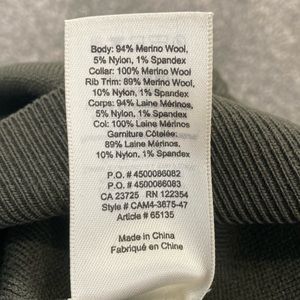 Body: 94% Merino Wool,
5% Nylon, 1% Spandex
Collar: 100% Merino Wool
Rib Trim: 89% Merino Wool,
10% Nylon, 1% Spandex
Corps: 94% Laine Mérinos,
5% Nylon, 1% Spandex
Col: 100% Laine Mérinos
Garniture Côtelée:
89% Laine Mérinos,
10% Nylon, 1% Spandex
P.O. # 4500086082
P.O. # 4500086083
CA 23725 RN 122354
Style # CAM4-3875-47
Article # 65135
Made in China
Fabriqué en Chine